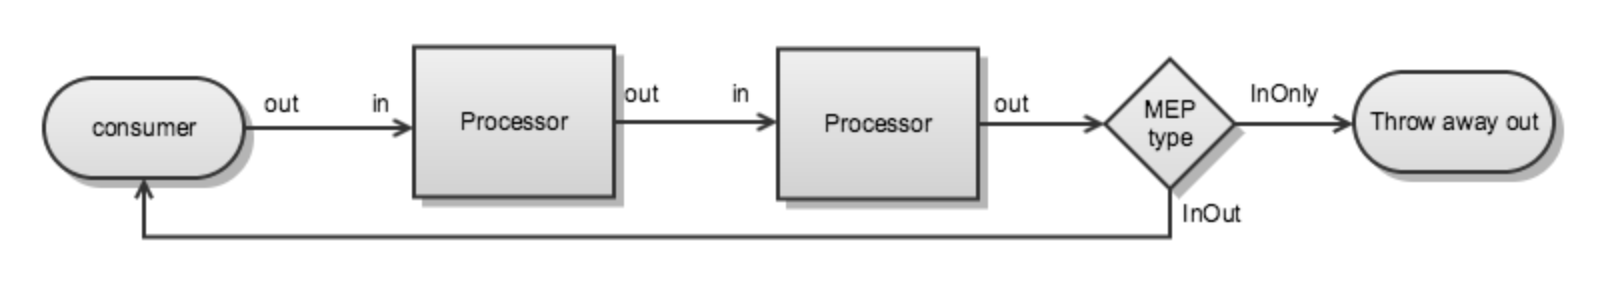 consumer
out
in
Processor
out
in
Processor
out
MEP
type
InOnly
Throw away out
InOut